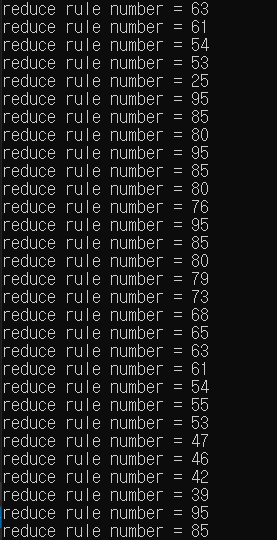 reduce rule number = 63
reduce rule number = 61
reduce rule number = 54
reduce rule number = 53
reduce rule number = 25
reduce rule number = 95
reduce rule number = 85
reduce rule number = 80
reduce rule number = 95
reduce rule number = 85
reduce rule number = 80
reduce rule number = 76
reduce rule number = 95
reduce rule number = 85
reduce rule number = 80
reduce rule number = 79
reduce rule number = 73
reduce rule number = 68
reduce rule number = 65
reduce rule number = 63
reduce rule number = 61
reduce rule number = 54
reduce rule number = 55
reduce rule number = 53
reduce rule number = 47
reduce rule number = 46
reduce rule number = 42
reduce rule number = 39
reduce rule number = 95
reduce rule number = 85